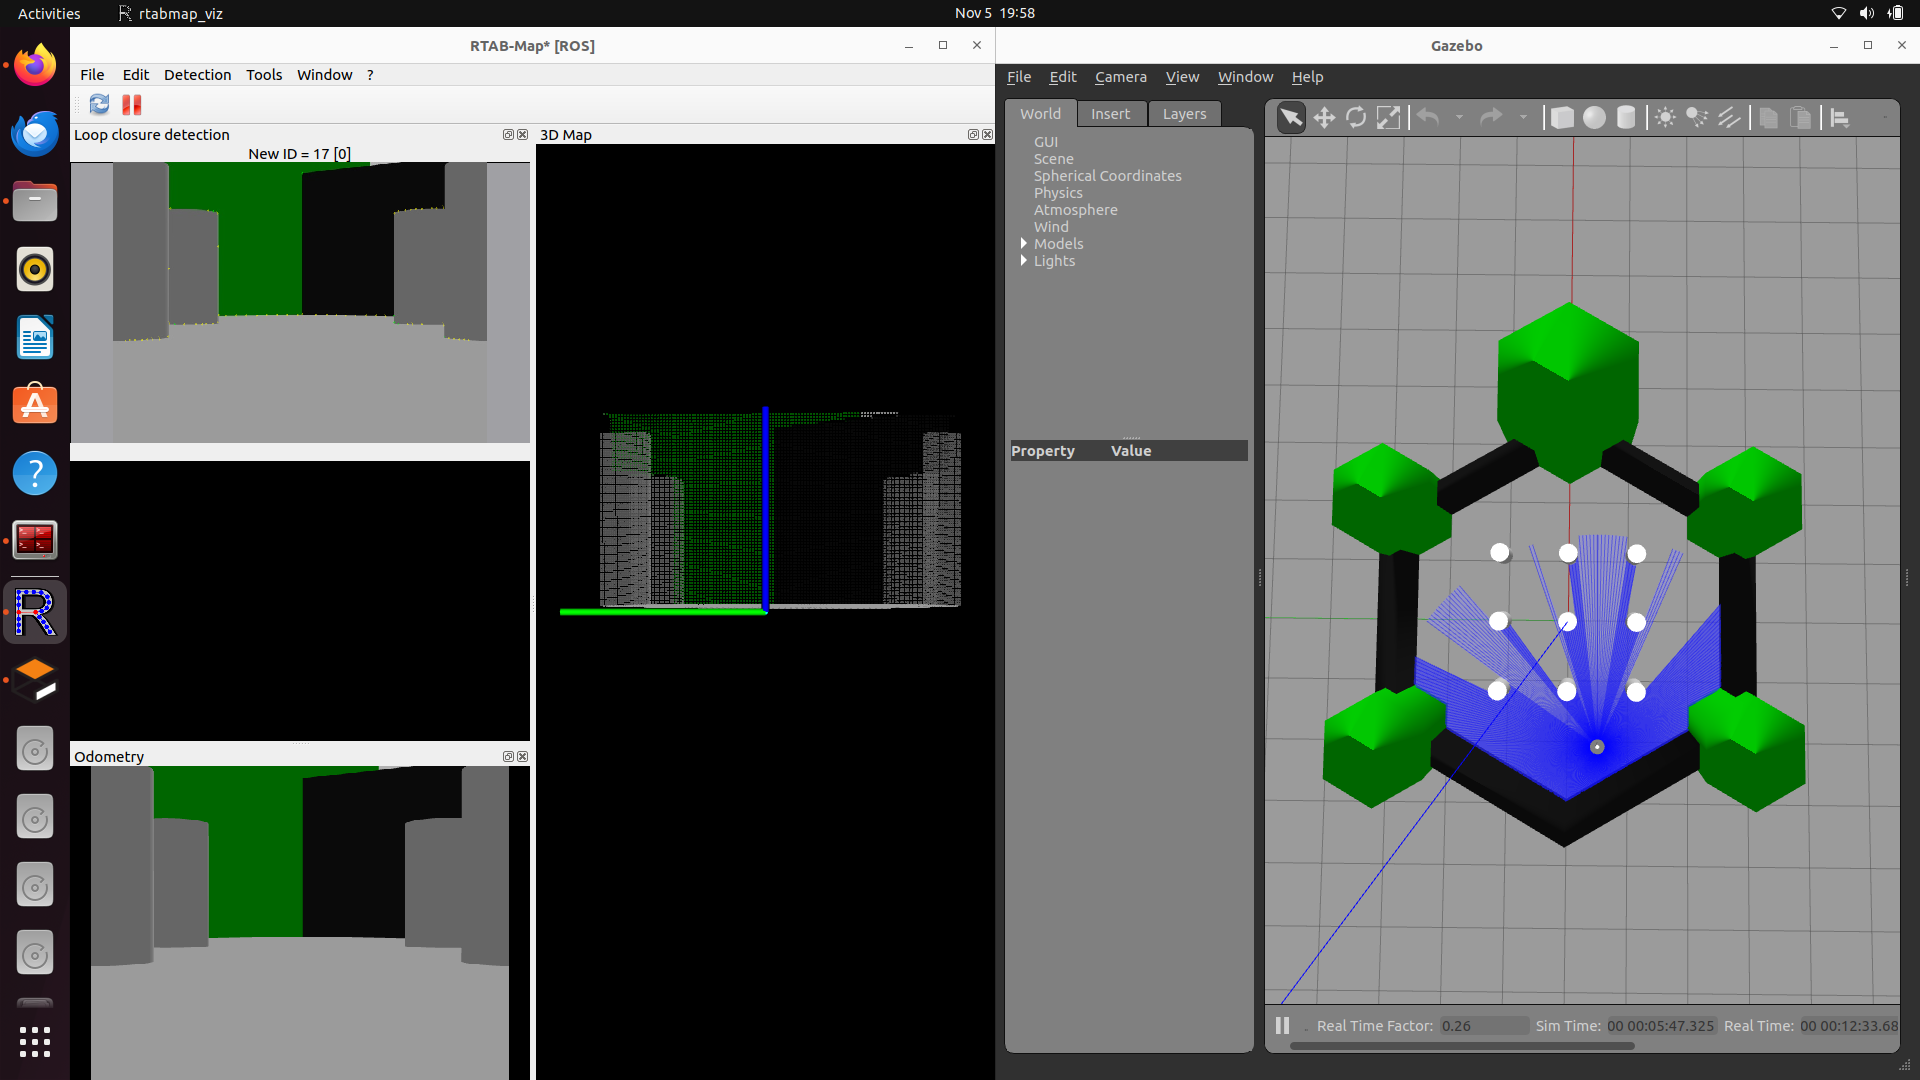 Activities
rtabmap_viz
Nov 5 19:58
RTAB-Map* [ROS]
File Edit Detection Tools Window ?
Loop closure detection
New ID = 17 [0]
Odometry
3D Map
Gazebo
File Edit Camera View Window Help
World Insert Layers
GUI
Scene
Spherical Coordinates
Physics
Atmosphere
Wind
Models
Lights
Property Value
Real Time Factor: 0.26 Sim Time: 00 00:05:47.325 Real Time: 00 00:12:33.68